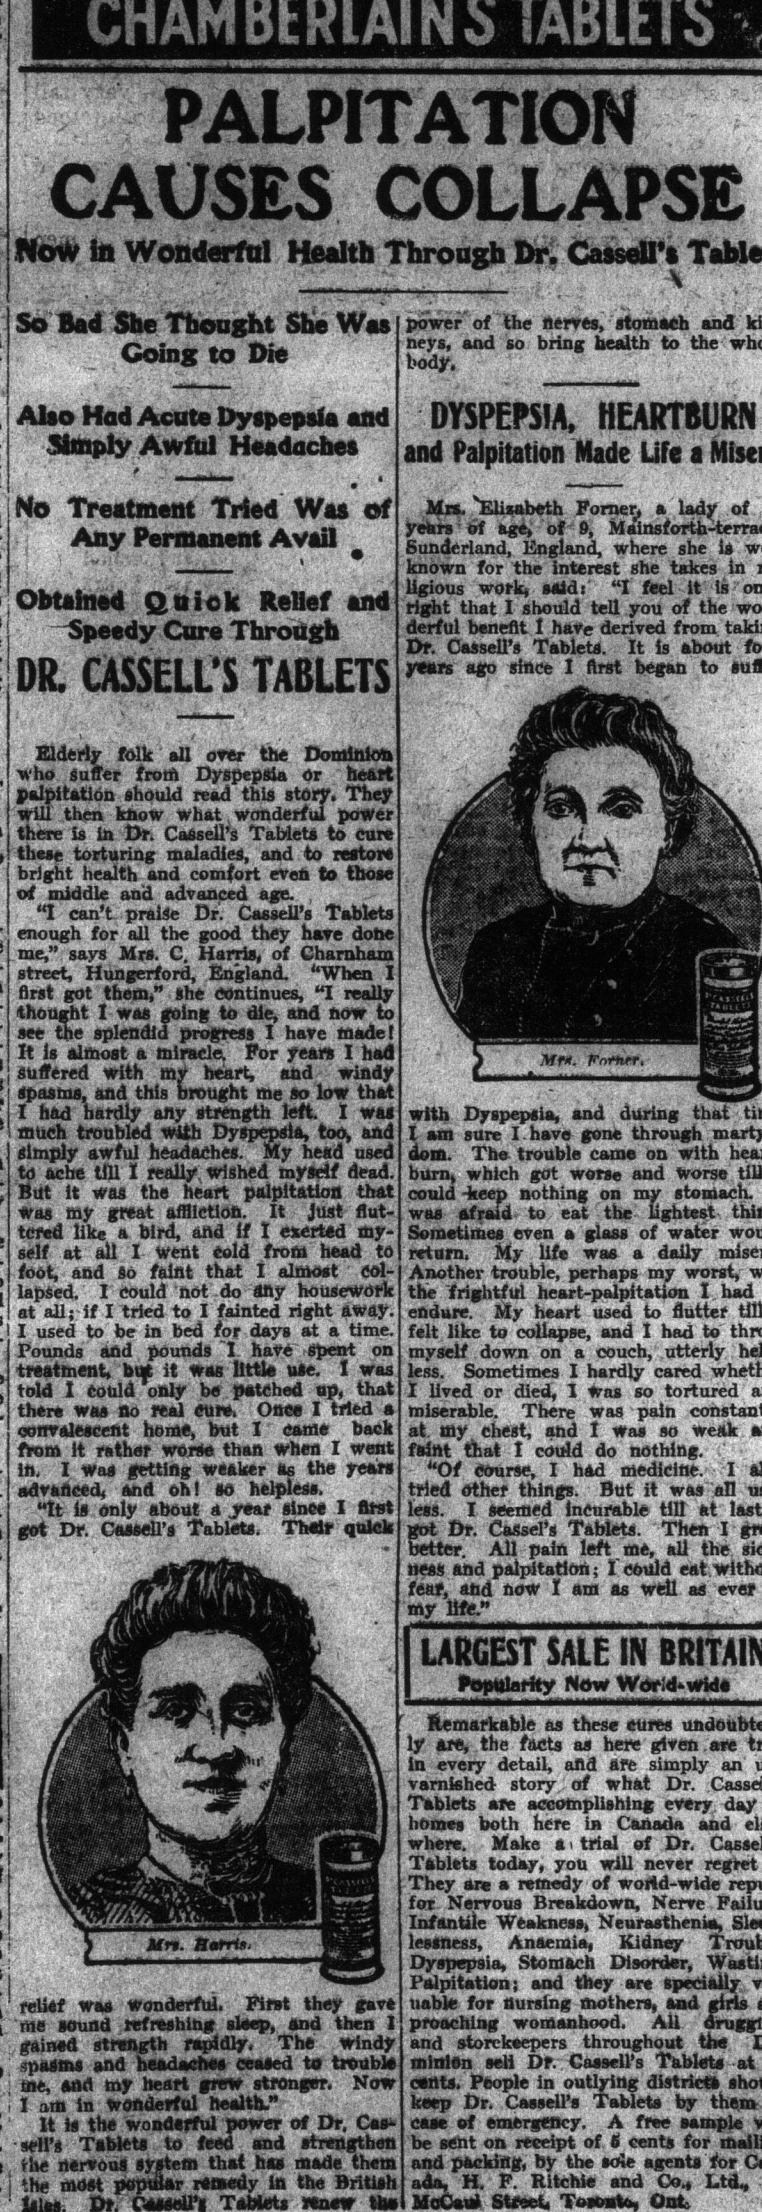 CHAMBERLAIN'S TABLETS
PALPITATION
CAUSES COLLAPSE
Now in Wonderful Health Through Dr. Cassell's Table
So Bad She Thought She Was
Going to Die
Also Had Acute Dyspepsia and
Simply Awful Headaches
No Treatment Tried Was of
Any Permanent Avail
Obtained Quick Relief and
Speedy Cure Through
DR. CASSELL'S TABLETS
Elderly folk all over the Dominion
who suffer from Dyspepsia or heart
palpitation should read this story. They
will then know what wonderful power
there is in Dr. Cassell's Tablets to cure
these torturing maladies, and to restore
bright health and comfort even to those
of middle and advanced age.
"I can't praise Dr. Cassell's Tablets
enough for all the good they have done
me," says Mrs. C. Harris, of Charnham
street, Hungerford, England. "When I
first got them," she continues, "I really
thought I was going to die, and now to
see the splendid progress I have made!
It is almost a miracle. For years I had
suffered with my heart, and windy
spasms, and this brought me so low that
I had hardly any strength left. I was
much troubled with Dyspepsia, too, and
simply awful headaches. My head used
to ache till I really wished myself dead.
But it was the heart palpitation that
was my great affliction. It just flut-
tered like a bird, and if I exerted my-
self at all I went cold from head to
foot, and so faint that I almost col-
lapsed. I could not do any housework
at all; if I tried to I fainted right away.
I used to be in bed for days at a time.
Pounds and pounds I have spent on
treatment, but it was little use. I was
told I could only be patched up, that
there was no real cure. Once I tried a
convalescent home, but I came back
from it rather worse than when I went
in. I was getting weaker as the years
advanced, and oh! so helpless.
"It is only about a year since I first
got Dr. Cassell's Tablets. Their quick
Mrs. Harris.
relief was wonderful. First they gave
me sound refreshing sleep, and then I
gained strength rapidly. The windy
spasms and headaches ceased to trouble
me, and my heart grew stronger. Now
I am in wonderful health."
It is the wonderful power of Dr. Cas-
sell's Tablets to feed and strengthen
the nervous system that has made them
the most popular remedy in the British
Isles. Dr. Cassell's Tablets renew the
power of the nerves, stomach and ki
neys, and so bring health to the who
body.
DYSPEPSIA, HEARTBURN
and Palpitation Made Life a Miser
Mrs. Elizabeth Forner, a lady of
years of age, of 9, Mainsforth-terrac
Sunderland, England, where she is w
known for the interest she takes in r
ligious work, said: "I feel it is on
right that I should tell you of the wo
derful benefit I have derived from taki
Dr. Cassell's Tablets. It is about fo
years ago since I first began to suff
DR CASSELL'S
TABLETS
Mrs. Forner.
with Dyspepsia, and during that tim
I am sure I have gone through marty
dom. The trouble came on with hear
burn, which got worse and worse till
could keep nothing on my stomach.
was afraid to eat the lightest thin
Sometimes even a glass of water wou
return. My life was a daily miser
Another trouble, perhaps my worst, w
the frightful heart-palpitation I had
endure. My heart used to flutter till
felt like to collapse, and I had to thro
myself down on a couch, utterly hel
less. Sometimes I hardly cared wheth
I lived or died, I was so tortured a
miserable. There was pain constant
at my chest, and I was so weak a
faint that I could do nothing.
"Of course, I had medicine. I al
tried other things. But it was all us
less. I seemed incurable till at last
got Dr. Cassel's Tablets. Then I gre
better. All pain left me, all the sic
ness and palpitation; I could eat witho
fear, and now I am as well as ever
my life."
LARGEST SALE IN BRITAIN
Popularity Now World-wide
Remarkable as these cures undoubte
ly are, the facts as here given are tr
in every detail, and are simply an u
varnished story of what Dr. Cassel
Tablets are accomplishing every day
homes both here in Canada and els
where. Make a trial of Dr. Cassel
Tablets today, you will never regret
They are a remedy of world-wide repu
for Nervous Breakdown, Nerve Failu
Infantile Weakness, Neurasthenia, Slee
lessness, Anaemia, Kidney Troub
Dyspepsia, Stomach Disorder, Wasti
Palpitation; and they are specially v
uable for nursing mothers, and girls a
proaching womanhood. All druggi
and storekeepers throughout the D
minion sell Dr. Cassell's Tablets at
cents. People in outlying districts shou
keep Dr. Cassell's Tablets by them
case of emergency. A free sample w
be sent on receipt of 5 cents for maili
and packing, by the sole agents for Ca
ada, H. F. Ritchie and Co., Ltd.,
McCaul Street, Toronto, Ont.